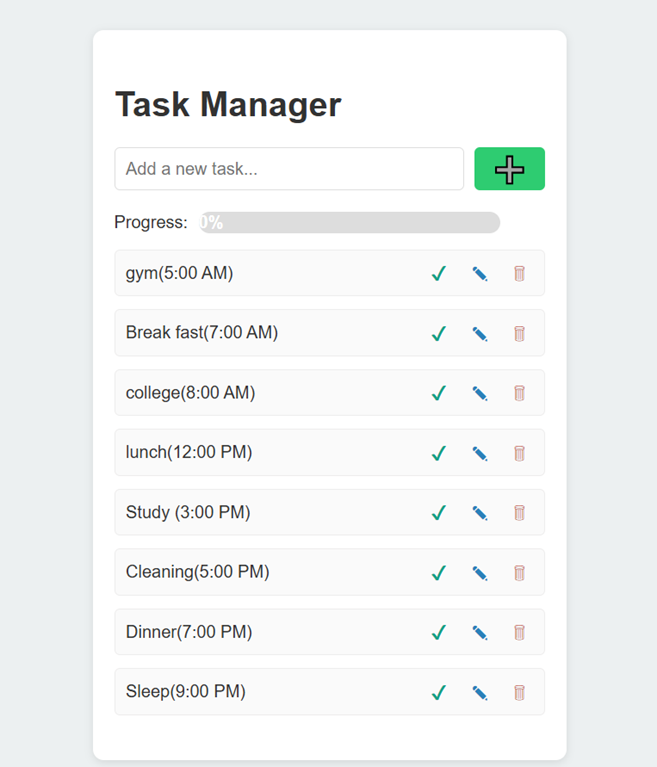 Task Manager
Add a new task...
Progress: 0%
gym(5:00 AM)
Break fast(7:00 AM)
college(8:00 AM)
lunch(12:00 PM)
Study (3:00 PM)
Cleaning(5:00 PM)
Dinner(7:00 PM)
Sleep(9:00 PM)